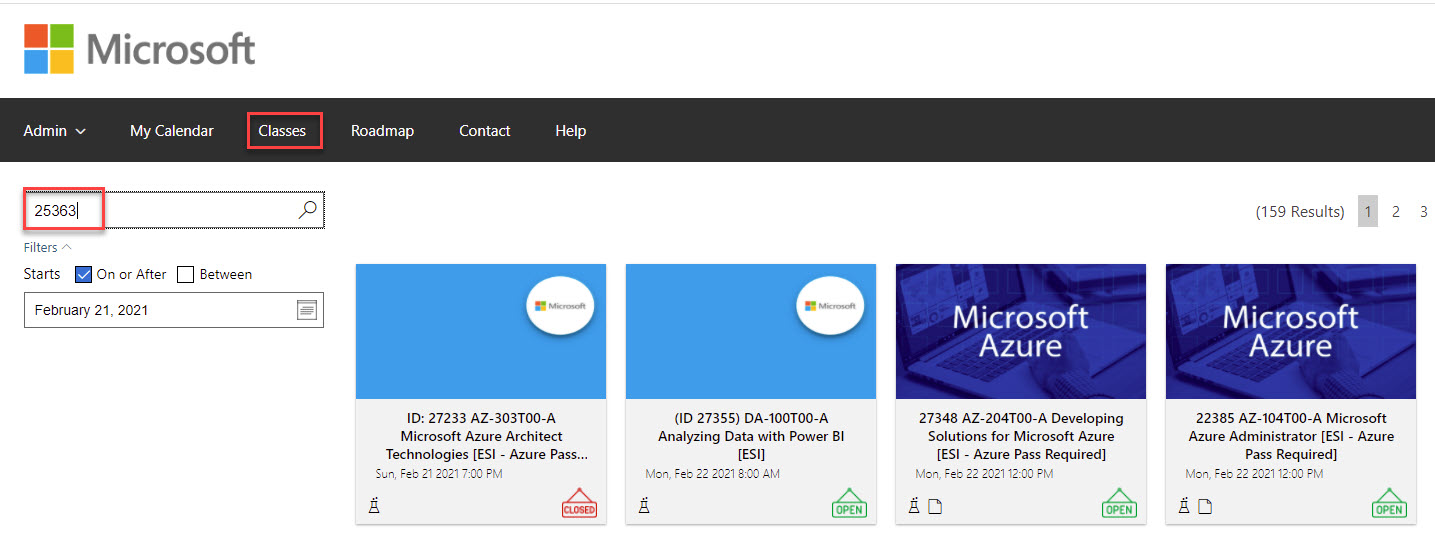 Microsoft
Admin My Calendar Classes Roadmap Contact Help
25363
(159 Results) 1 2 3
Filters
Starts On or After Between
February 21, 2021
Microsoft
ID: 27233 AZ-303T00-A
Microsoft Azure Architect
Technologies [ESI - Azure Pass...
Sun, Feb 21 2021 7:00 PM
CLOSED
Microsoft
(ID 27355) DA-100T00-A
Analyzing Data with Power BI
[ESI]
Mon, Feb 22 2021 8:00 AM
OPEN
Microsoft
Azure
27348 AZ-204T00-A Developing
Solutions for Microsoft Azure
[ESI - Azure Pass Required]
Mon, Feb 22 2021 12:00 PM
OPEN
Microsoft
Azure
22385 AZ-104T00-A Microsoft
Azure Administrator [ESI - Azure
Pass Required]
Mon, Feb 22 2021 12:00 PM
OPEN